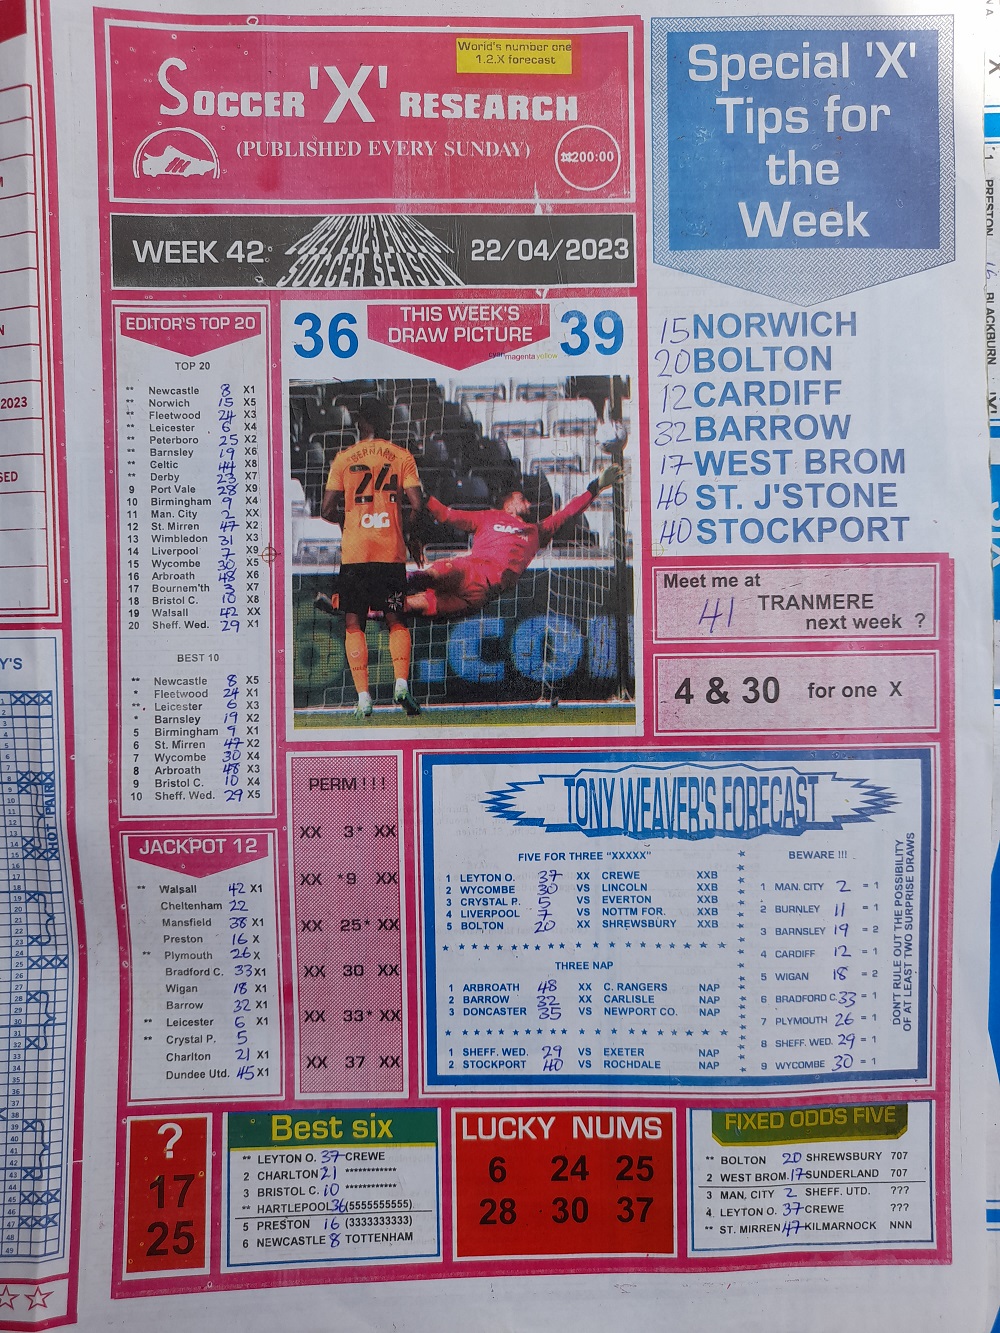 World's number one
1.2.X forecast
SOCCER 'X' RESEARCH
(PUBLISHED EVERY SUNDAY)
₦200:00
WEEK 42
2022/2023 ENGLISH
SOCCER SEASON
22/04/2023
Special 'X'
Tips for
the
Week
15 NORWICH
20 BOLTON
12 CARDIFF
32 BARROW
17 WEST BROM
46 ST. J'STONE
40 STOCKPORT
Meet me at
41 TRANMERE
next week ?
4 & 30 for one X
EDITOR'S TOP 20
TOP 20
** Newcastle 8 X1
** Norwich 15 X5
** Fleetwood 24 X3
** Leicester 6 X4
** Peterboro 25 X2
** Barnsley 19 X6
** Celtic 44 X8
** Derby 23 X7
9 Port Vale 28 X9
10 Birmingham 9 X4
11 Man. City 2 XX
12 St. Mirren 47 X2
13 Wimbledon 31 X3
14 Liverpool 7 X9
15 Wycombe 30 X5
16 Arbroath 48 X6
17 Bournem'th 3 X7
18 Bristol C. 10 X8
19 Walsall 42 XX
20 Sheff. Wed. 29 X1
BEST 10
** Newcastle 8 X5
* Fleetwood 24 X1
**. Leicester 6 X3
* Barnsley 19 X2
5 Birmingham 9 X1
6 St. Mirren 47 X2
7 Wycombe 30 X4
8 Arbroath 48 X3
9 Bristol C. 10 X4
10 Sheff. Wed. 29 X5
36
THIS WEEK'S
DRAW PICTURE
39
cyan magenta yellow
BERNARD
24
OIG
.CO
JACKPOT 12
** Walsall 42 X1
Cheltenham 22
Mansfield 38 X1
Preston 16 X
** Plymouth 26 X
Bradford C. 33 X1
Wigan 18 X1
Barrow 32 X1
** Leicester 6 X1
** Crystal P. 5
Charlton 21 X1
Dundee Utd. 45 X1
PERM ! ! !
XX 3* XX
XX *9 XX
XX 25* XX
XX 30 XX
XX 33* XX
XX 37 XX
TONY WEAVER'S FORECAST
FIVE FOR THREE "XXXXX"
1 LEYTON O. 37 XX CREWE XXB
2 WYCOMBE 30 VS LINCOLN XXB
3 CRYSTAL P. 5 VS EVERTON XXB
4 LIVERPOOL 7 VS NOTTM FOR. XXB
5 BOLTON 20 XX SHREWSBURY XXB
THREE NAP
1 ARBROATH 48 XX C. RANGERS NAP
2 BARROW 32 XX CARLISLE NAP
3 DONCASTER 35 VS NEWPORT CO. NAP
1 SHEFF. WED. 29 VS EXETER NAP
2 STOCKPORT 40 VS ROCHDALE NAP
BEWARE !!!
1 MAN. CITY 2 = 1
2 BURNLEY 11 = 1
3 BARNSLEY 19 = 2
4 CARDIFF 12 = 1
5 WIGAN 18 = 2
6 BRADFORD C. 33 = 1
7 PLYMOUTH 26 = 1
8 SHEFF. WED. 29 = 1
9 WYCOMBE 30 = 1
DON'T RULE OUT THE POSSIBILITY
OF AT LEAST TWO SURPRISE DRAWS
?
17
25
Best six
** LEYTON O. 37 CREWE
2 CHARLTON 21 ************
3 BRISTOL C. 10 ************
** HARTLEPOOL 36 (5555555555)
5 PRESTON 16 (3333333333)
6 NEWCASTLE 8 TOTTENHAM
LUCKY NUMS
6 24 25
28 30 37
FIXED ODDS FIVE
** BOLTON 20 SHREWSBURY 707
2 WEST BROM. 17 SUNDERLAND 707
3 MAN. CITY 2 SHEFF. UTD. ???
4. LEYTON O. 37 CREWE ???
** ST. MIRREN 47 KILMARNOCK NNN
1 PRESTON 16 BLACKBURN
2023
Y'S
HOT PAIR